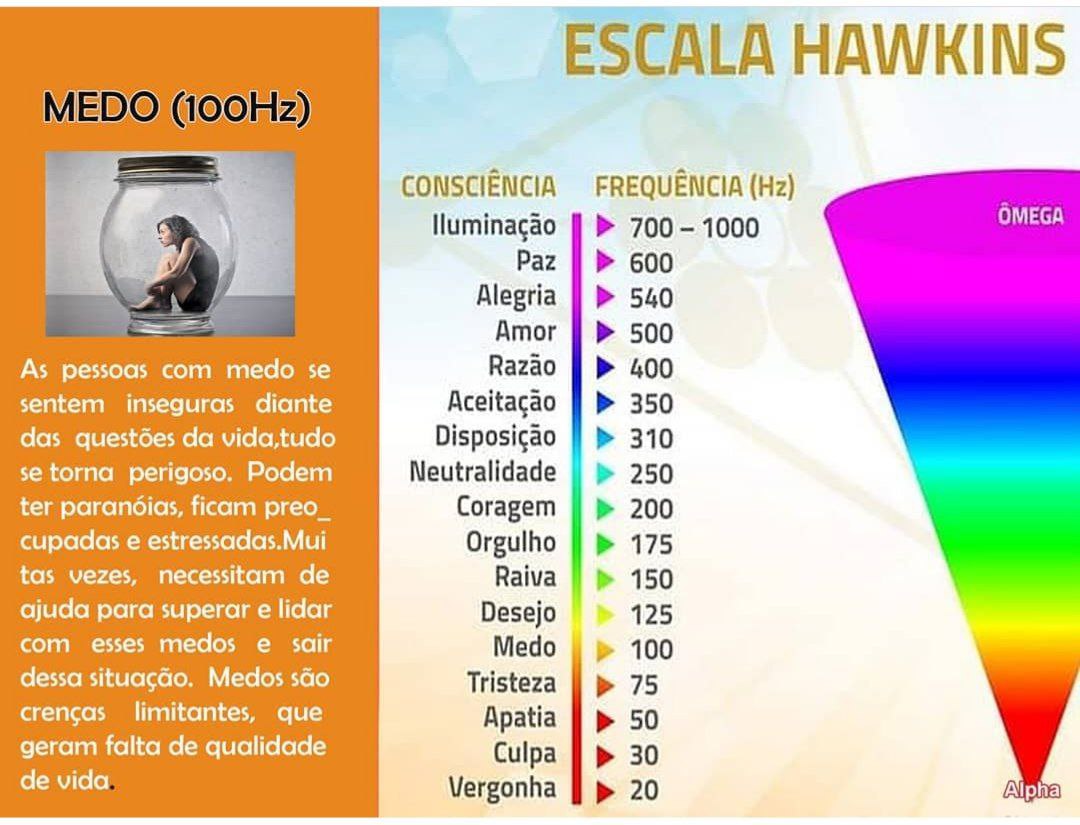 MEDO (100Hz)
As pessoas com medo se
sentem inseguras diante
das questões da vida,tudo
se torna perigoso. Podem
ter paranóias, ficam preo_
cupadas e estressadas.Mui
tas vezes, necessitam de
ajuda para superar e lidar
com esses medos e sair
dessa situação. Medos são
crenças limitantes, que
geram falta de qualidade
de vida.
ESCALA HAWKINS
CONSCIÊNCIA FREQUÊNCIA (Hz)
Iluminação 700 – 1000
Paz 600
Alegria 540
Amor 500
Razão 400
Aceitação 350
Disposição 310
Neutralidade 250
Coragem 200
Orgulho 175
Raiva 150
Desejo 125
Medo 100
Tristeza 75
Apatia 50
Culpa 30
Vergonha 20
ÔMEGA
Alpha